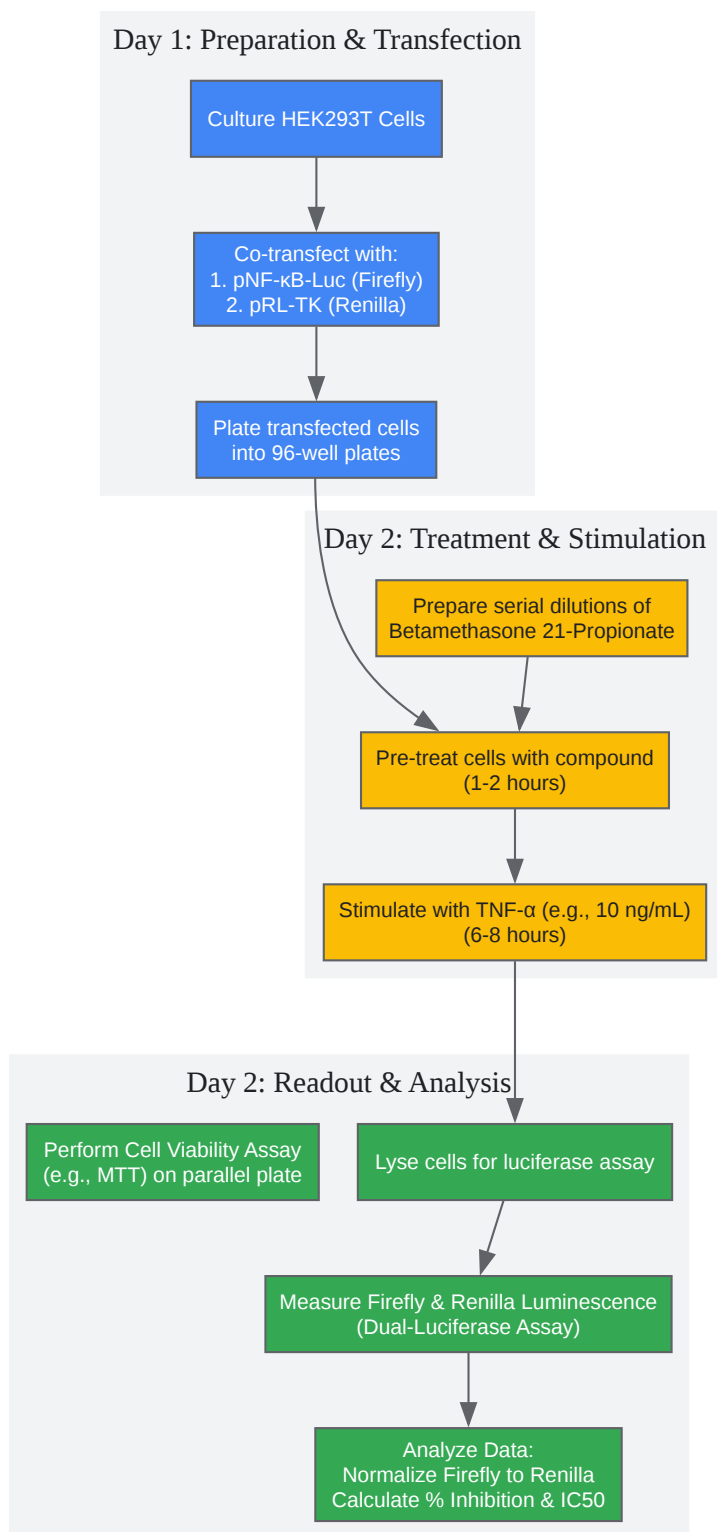 Day 1: Preparation & Transfection
Culture HEK293T Cells
Co-transfect with:
1. pNF-κB-Luc (Firefly)
2. pRL-TK (Renilla)
Plate transfected cells
into 96-well plates
Day 2: Treatment & Stimulation
Prepare serial dilutions of
Betamethasone 21-Propionate
Pre-treat cells with compound
(1-2 hours)
Stimulate with TNF-α (e.g., 10 ng/mL)
(6-8 hours)
Day 2: Readout & Analysis
Perform Cell Viability Assay
(e.g., MTT) on parallel plate
Lyse cells for luciferase assay
Measure Firefly & Renilla Luminescence
(Dual-Luciferase Assay)
Analyze Data:
Normalize Firefly to Renilla
Calculate % Inhibition & IC50